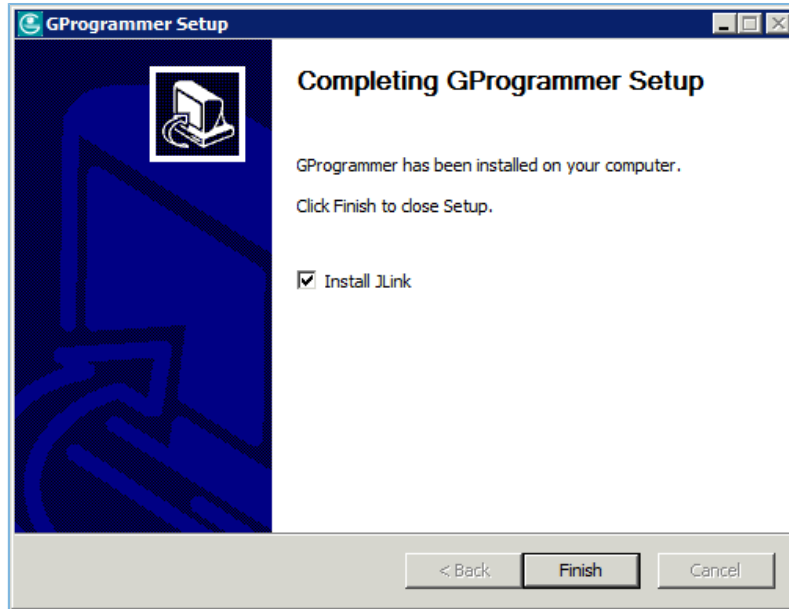 GProgrammer Setup
Completing GProgrammer Setup
GProgrammer has been installed on your computer.
Click Finish to close Setup.
Install JLink
< Back
Finish
Cancel